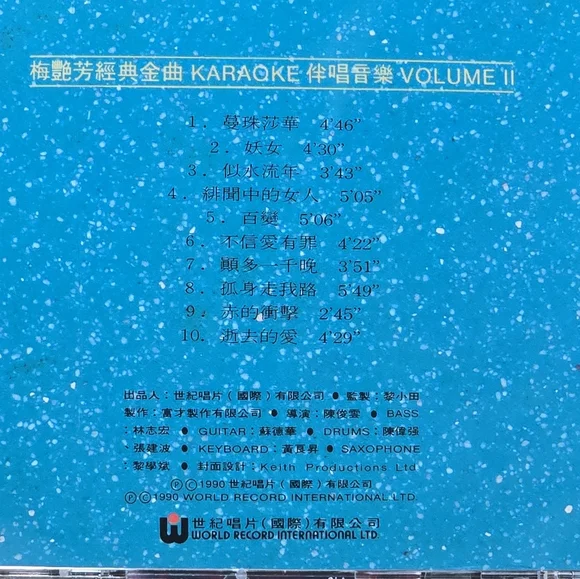 梅艷芳經典金曲 KARAOKE 伴唱音樂 VOLUME II
1. 蔓珠莎華 4'46"
2. 妖女 4'30"
3. 似水流年 3'43"
4. 緋聞中的女人 5'05"
5. 百變 5'06"
6. 不信愛有罪 4'22"
7. 顛多一千晚 3'51"
8. 孤身走我路 5'49"
9. 赤的衝擊 2'45"
10. 逝去的愛 4'29"
出品人：世紀唱片(國際)有限公司 ● 監製：黎小田
製作：富才製作有限公司 ● 導演：陳俊雲 ● BASS
：林志宏 ● GUITAR：蘇德華 ● DRUMS：陳偉强
：張建波 ● KEYBOARD：黃良昇 ● SAXOPHONE
：黎學斌 ● 封面設計：Keith Productions Ltd
Ⓟ©1990 世紀唱片(國際)有限公司
Ⓟ©1990 WORLD RECORD INTERNATIONAL LTD
世紀唱片(國際)有限公司
WORLD RECORD INTERNATIONAL LTD.